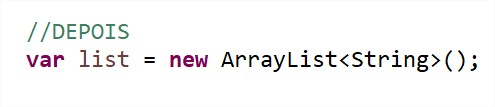 //DEPOIS
var list = new ArrayList<String>();